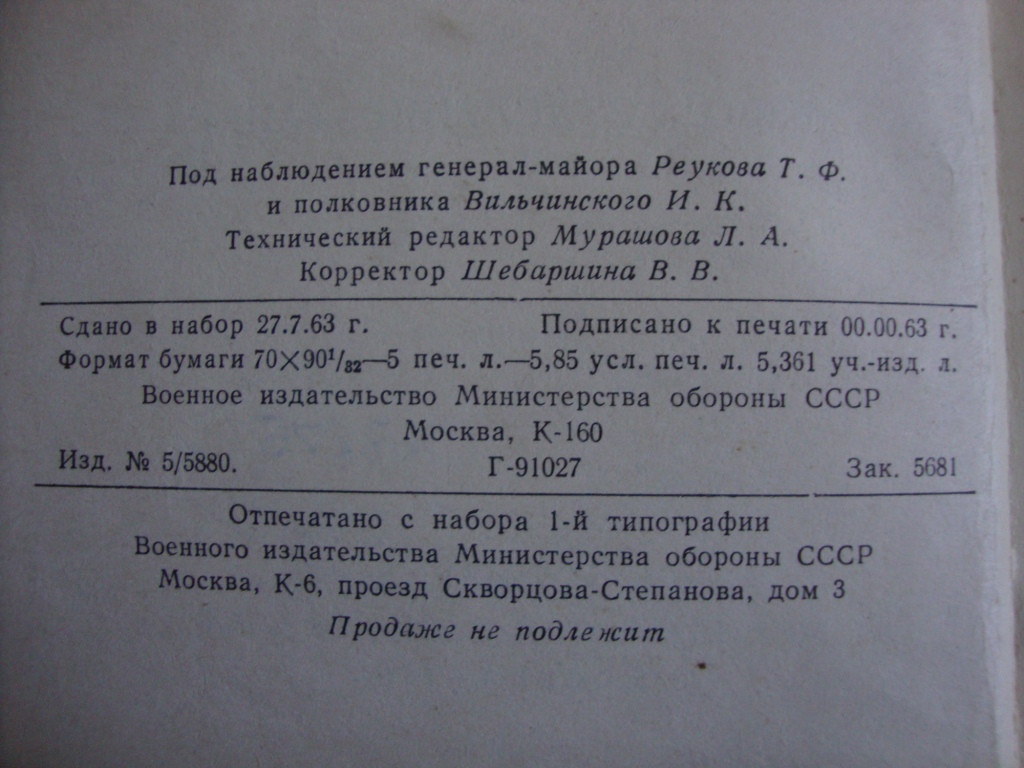 Под наблюдением генерал-майора Реукова Т. Ф.
и полковника Вильчинского И. К.
Технический редактор Мурашова Л. А.
Корректор Шебаршина В. В.
Сдано в набор 27.7.63 г. Подписано к печати 00.00.63 г.
Формат бумаги 70×90¹/₃₂—5 печ. л.—5,85 усл. печ. л. 5,361 уч.-изд. л.
Военное издательство Министерства обороны СССР
Москва, К-160
Изд. № 5/5880. Г-91027 Зак. 5681
Отпечатано с набора 1-й типографии
Военного издательства Министерства обороны СССР
Москва, К-6, проезд Скворцова-Степанова, дом 3
Продаже не подлежит